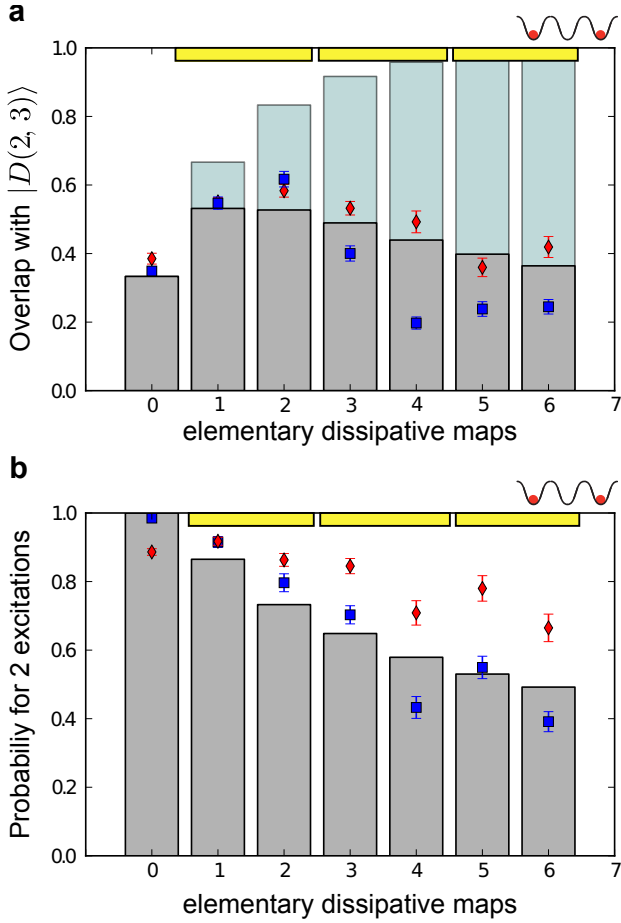 a
Overlap with |D(2, 3)⟩
1.0
0.8
0.6
0.4
0.2
0.0
0 1 2 3 4 5 6 7
elementary dissipative maps
b
Probabiliy for 2 excitations
1.0
0.8
0.6
0.4
0.2
0.0
0 1 2 3 4 5 6 7
elementary dissipative maps